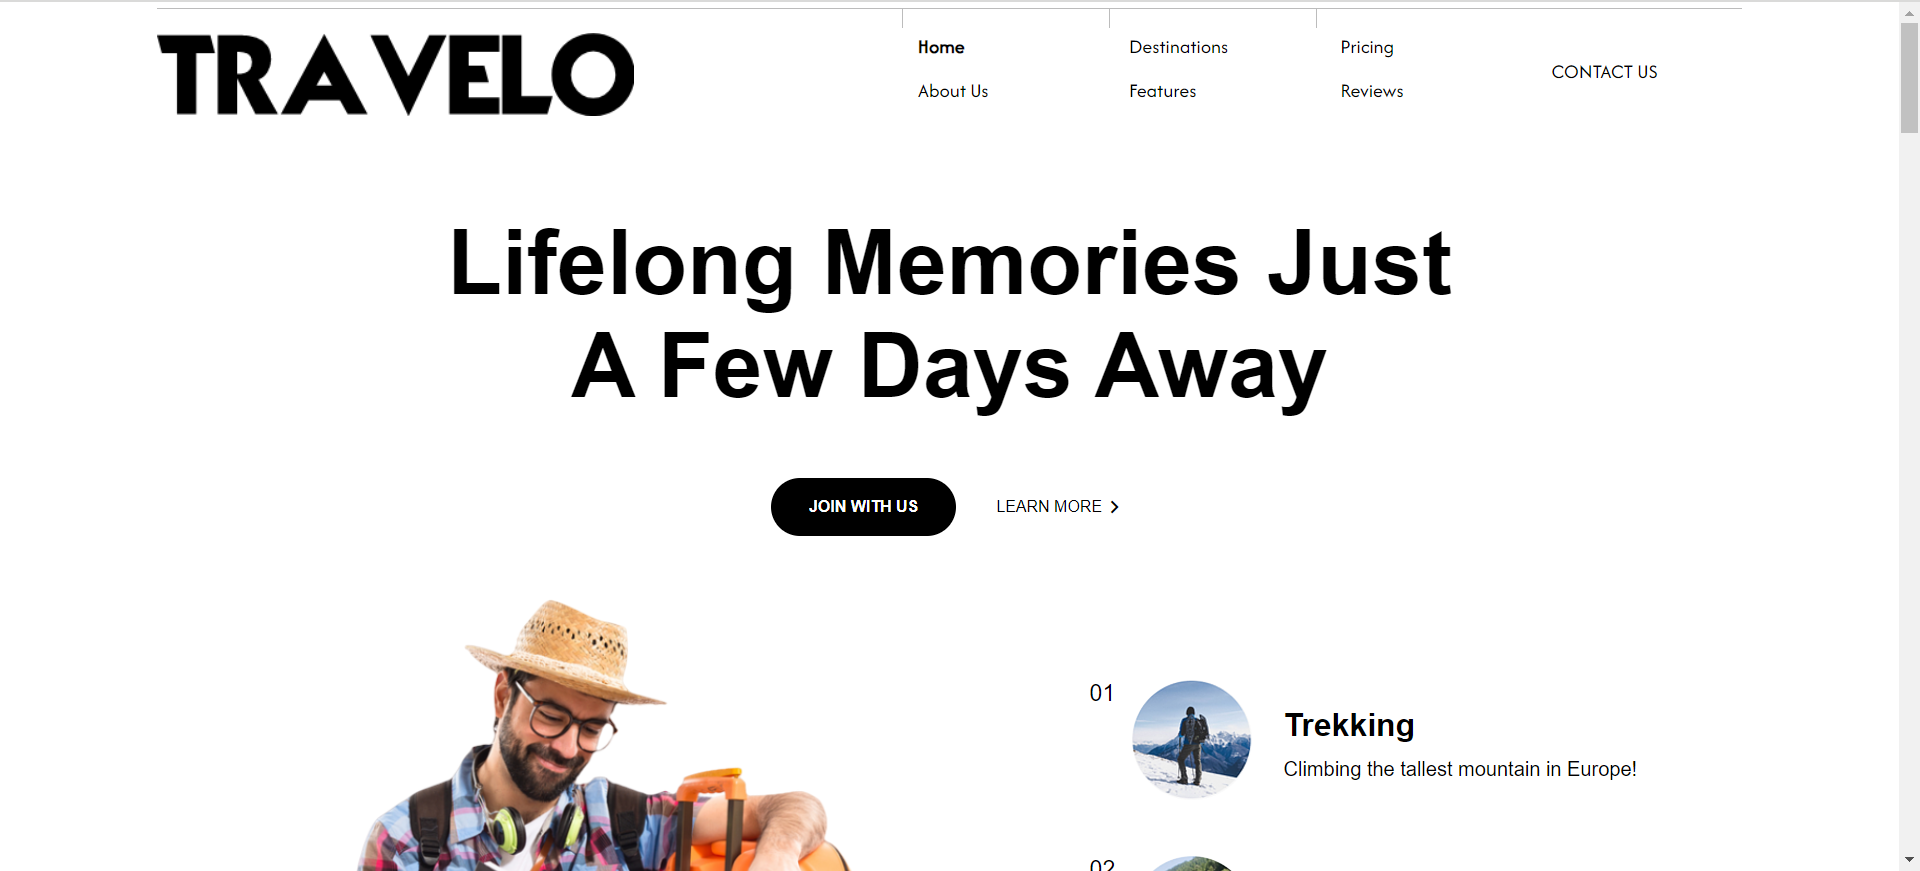 TRAVELO
Home
About Us
Destinations
Features
Pricing
Reviews
CONTACT US
Lifelong Memories Just
A Few Days Away
JOIN WITH US
LEARN MORE
01
Trekking
Climbing the tallest mountain in Europe!
02